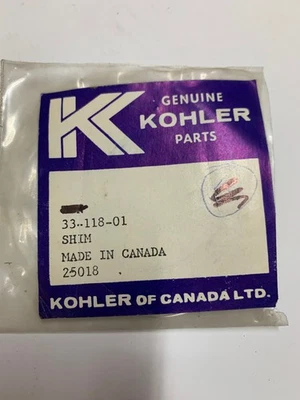 GENUINE
KOHLER
PARTS
33-118-01
SHIM
MADE IN CANADA
25018
KOHLER OF CANADA LTD.